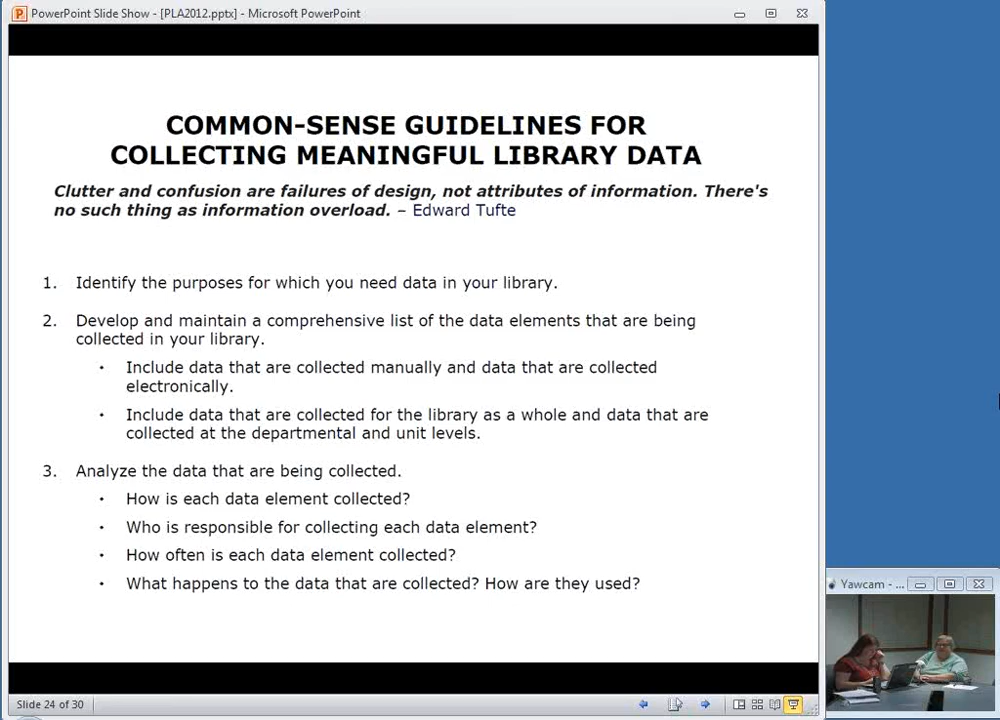 PowerPoint Slide Show - [PLA2012.pptx] - Microsoft PowerPoint
COMMON-SENSE GUIDELINES FOR
COLLECTING MEANINGFUL LIBRARY DATA
Clutter and confusion are failures of design, not attributes of information. There's
no such thing as information overload. – Edward Tufte
1. Identify the purposes for which you need data in your library.
2. Develop and maintain a comprehensive list of the data elements that are being
collected in your library.
• Include data that are collected manually and data that are collected
electronically.
• Include data that are collected for the library as a whole and data that are
collected at the departmental and unit levels.
3. Analyze the data that are being collected.
• How is each data element collected?
• Who is responsible for collecting each data element?
• How often is each data element collected?
• What happens to the data that are collected? How are they used?
Yawcam - ...
Slide 24 of 30